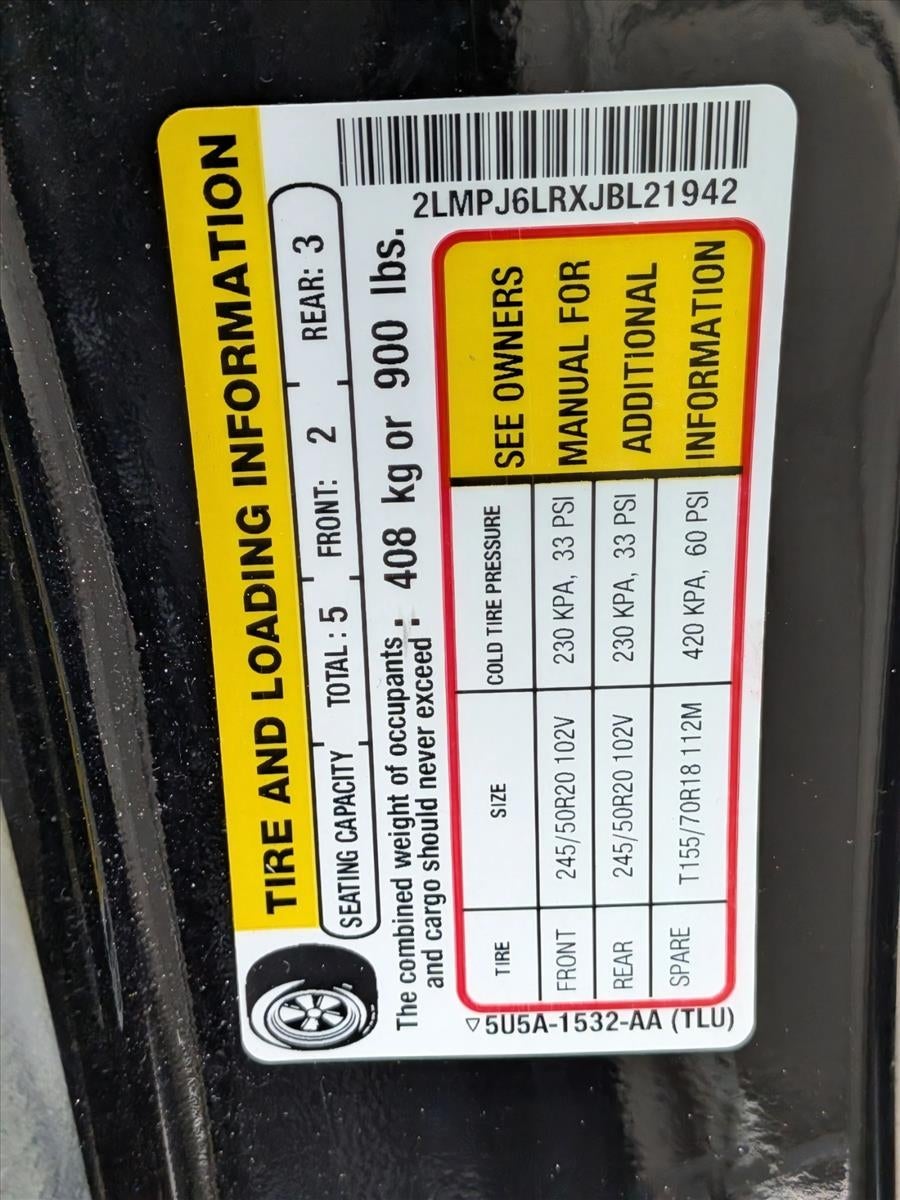 TIRE AND LOADING INFORMATION
SEATING CAPACITY TOTAL : 5 FRONT: 2 REAR: 3
The combined weight of occupants : 408 kg or 900 lbs.
and cargo should never exceed
2LMPJ6LRXJBL21942
TIRE SIZE COLD TIRE PRESSURE
FRONT 245/50R20 102V 230 KPA, 33 PSI
REAR 245/50R20 102V 230 KPA, 33 PSI
SPARE T155/70R18 112M 420 KPA, 60 PSI
SEE OWNERS
MANUAL FOR
ADDITIONAL
INFORMATION
5U5A-1532-AA (TLU)